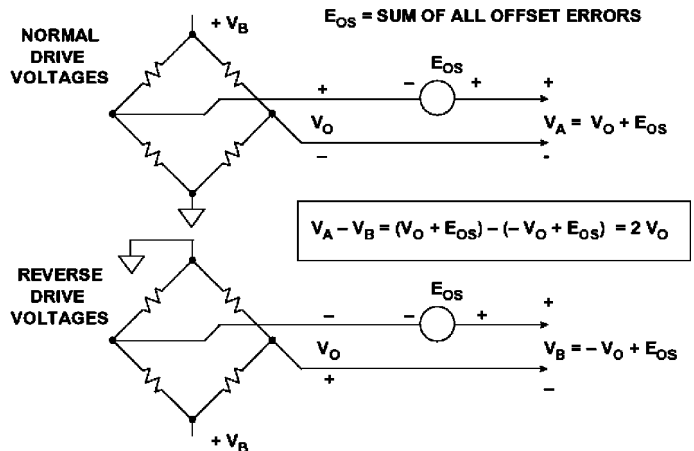 + V_B
E_OS = SUM OF ALL OFFSET ERRORS
NORMAL
DRIVE
VOLTAGES
E_OS
+
- +
+
V_O
V_A = V_O + E_OS
–
-
V_A – V_B = (V_O + E_OS) – (– V_O + E_OS) = 2 V_O
REVERSE
DRIVE
VOLTAGES
E_OS
–
- +
+
V_O
V_B = – V_O + E_OS
+
–
+ V_B